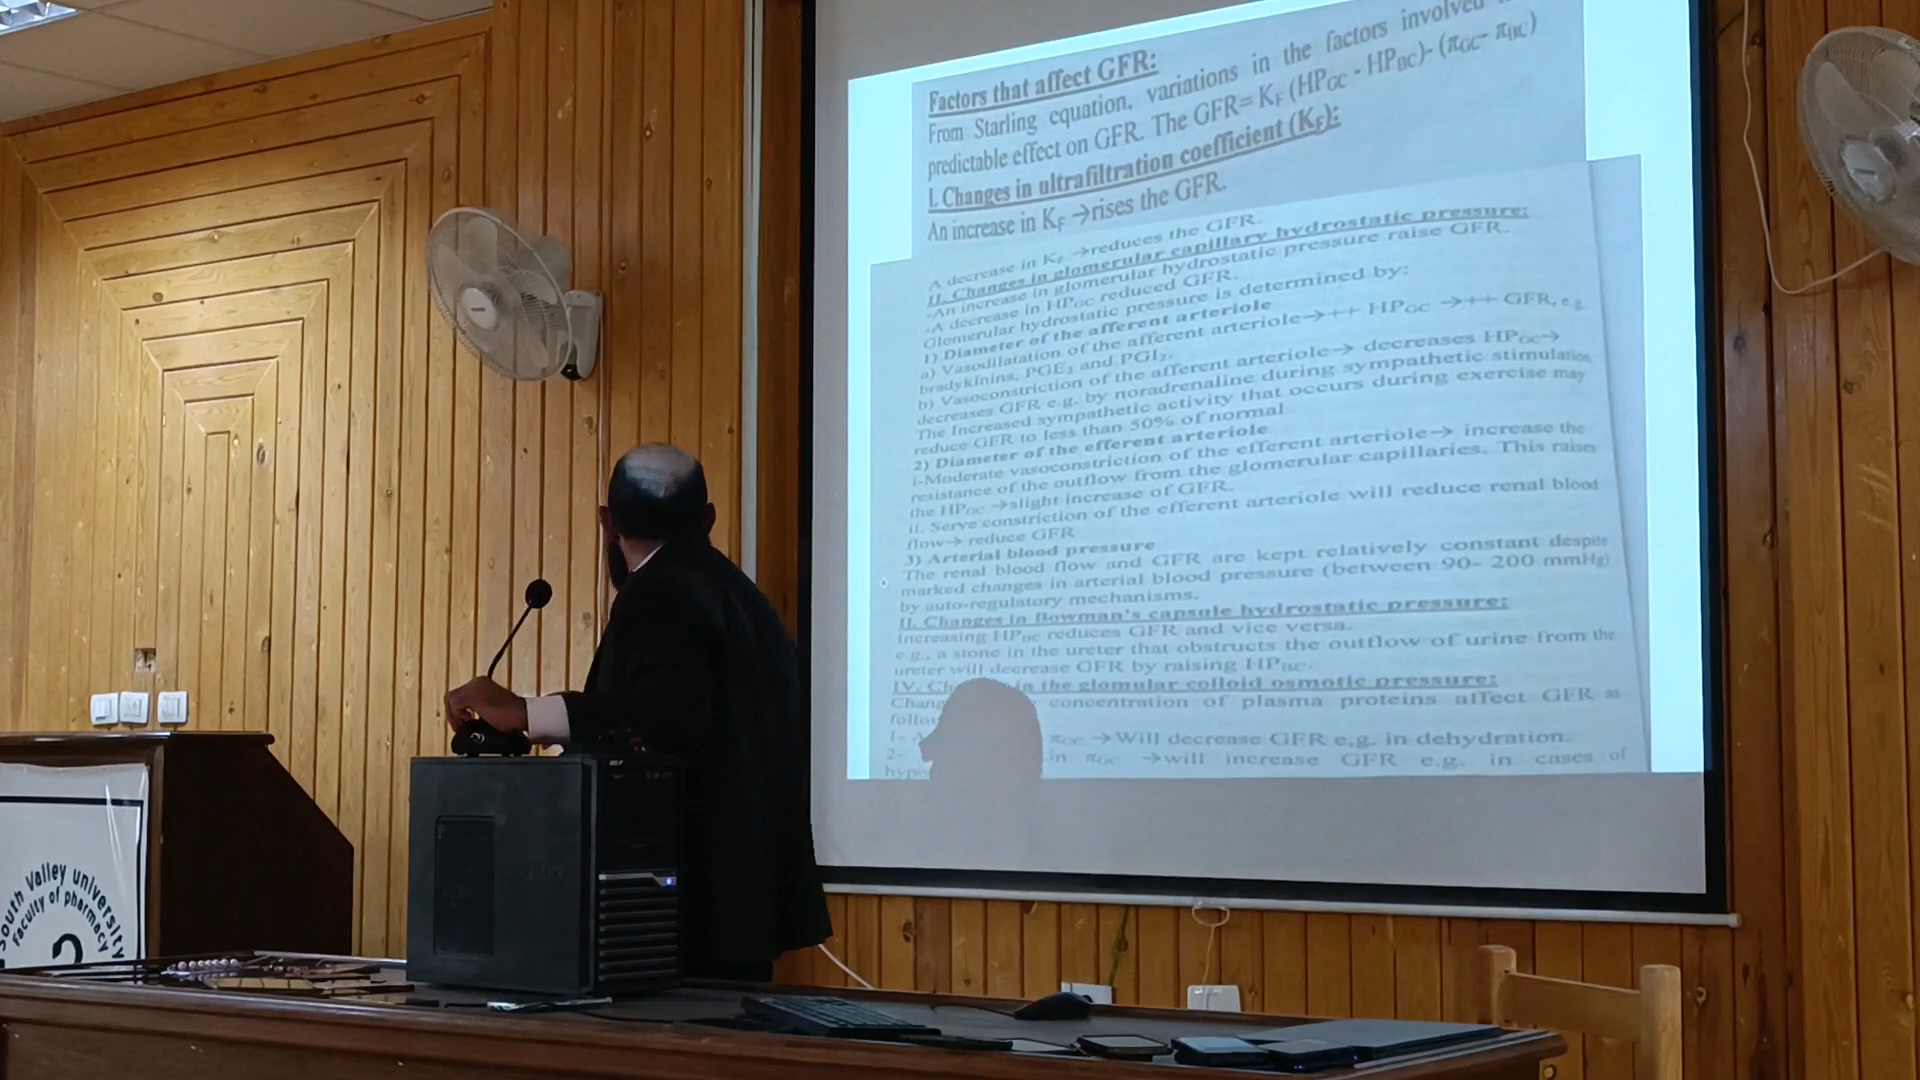 Factors that affect GFR:
From Starling equation, variations in the factors involved
predictable effect on GFR. The GFR= KF (HPGC - HPBC)- (πGC- πBC)
I. Changes in ultrafiltration coefficient (KF):
An increase in KF →rises the GFR.
A decrease in KF →reduces the GFR.
II. Changes in glomerular capillary hydrostatic pressure:
-An increase in glomerular hydrostatic pressure raise GFR.
-A decrease in HPGC reduced GFR.
Glomerular hydrostatic pressure is determined by:
1) Diameter of the afferent arteriole
a) Vasodilatation of the afferent arteriole→++ HPGC →++ GFR, e.g.
bradykinins, PGE2 and PGI2.
b) Vasoconstriction of the afferent arteriole→ decreases HPGC→
decreases GFR e.g. by noradrenaline during sympathetic stimulation
The Increased sympathetic activity that occurs during exercise may
reduce GFR to less than 50% of normal
2) Diameter of the efferent arteriole
i-Moderate vasoconstriction of the efferent arteriole→ increase the
resistance of the outflow from the glomerular capillaries. This raises
the HPGC →slight increase of GFR.
ii. Serve constriction of the efferent arteriole will reduce renal blood
flow→ reduce GFR
3) Arterial blood pressure
The renal blood flow and GFR are kept relatively constant despite
marked changes in arterial blood pressure (between 90- 200 mmHg)
by auto-regulatory mechanisms.
II. Changes in Bowman's capsule hydrostatic pressure:
Increasing HPBC reduces GFR and vice versa.
e.g., a stone in the ureter that obstructs the outflow of urine from the
ureter will decrease GFR by raising HPBC.
IV. Ch in the glomular colloid osmotic pressure:
Chang concentration of plasma proteins affect GFR as
follow
1- A πGC →Will decrease GFR e,g. in dehydration.
2- in πGC →will increase GFR e.g. in cases of
hypo
South Valley university
Faculty of pharmacy
acer